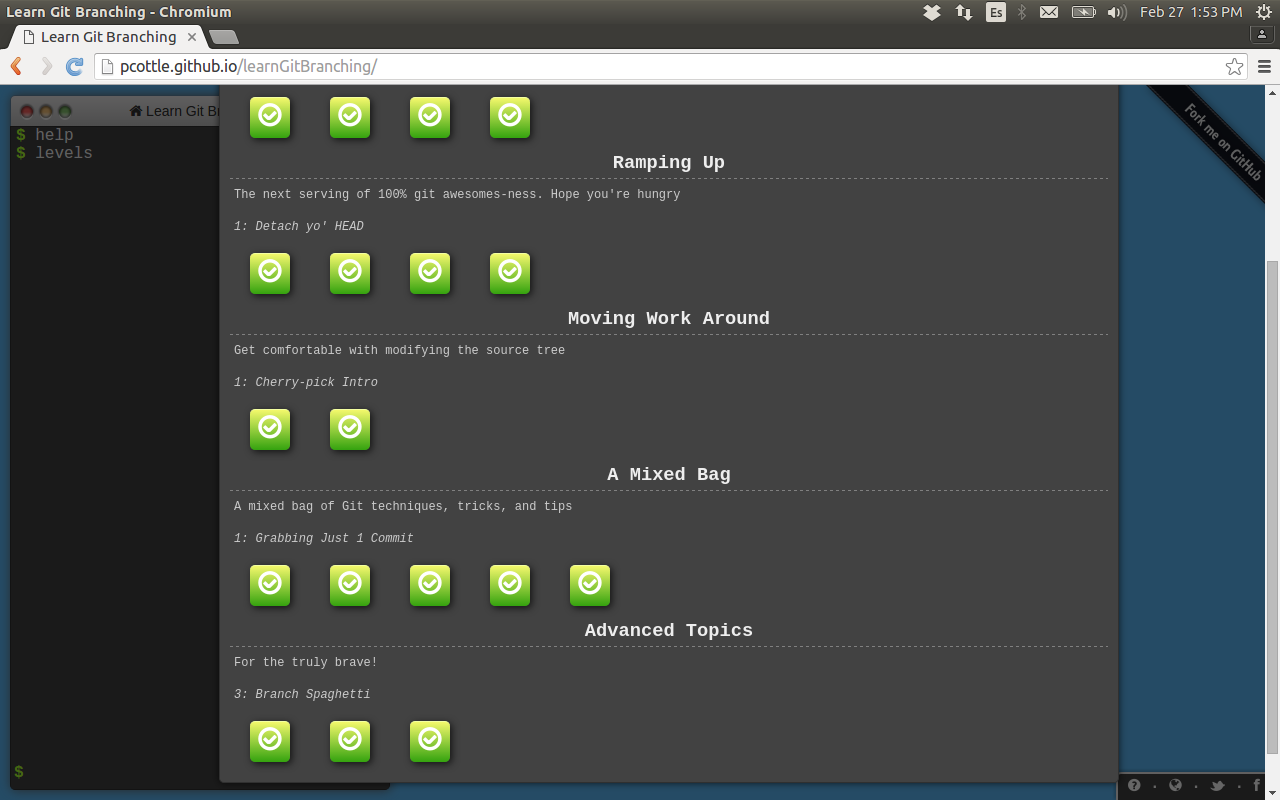 Learn Git Branching - Chromium
Es
Feb 27 1:53 PM
Learn Git Branching
pcottle.github.io/learnGitBranching/
Learn Git Br
$ help
$ levels
Fork me on GitHub
Ramping Up
The next serving of 100% git awesomes-ness. Hope you're hungry
1: Detach yo' HEAD
Moving Work Around
Get comfortable with modifying the source tree
1: Cherry-pick Intro
A Mixed Bag
A mixed bag of Git techniques, tricks, and tips
1: Grabbing Just 1 Commit
Advanced Topics
For the truly brave!
3: Branch Spaghetti
$